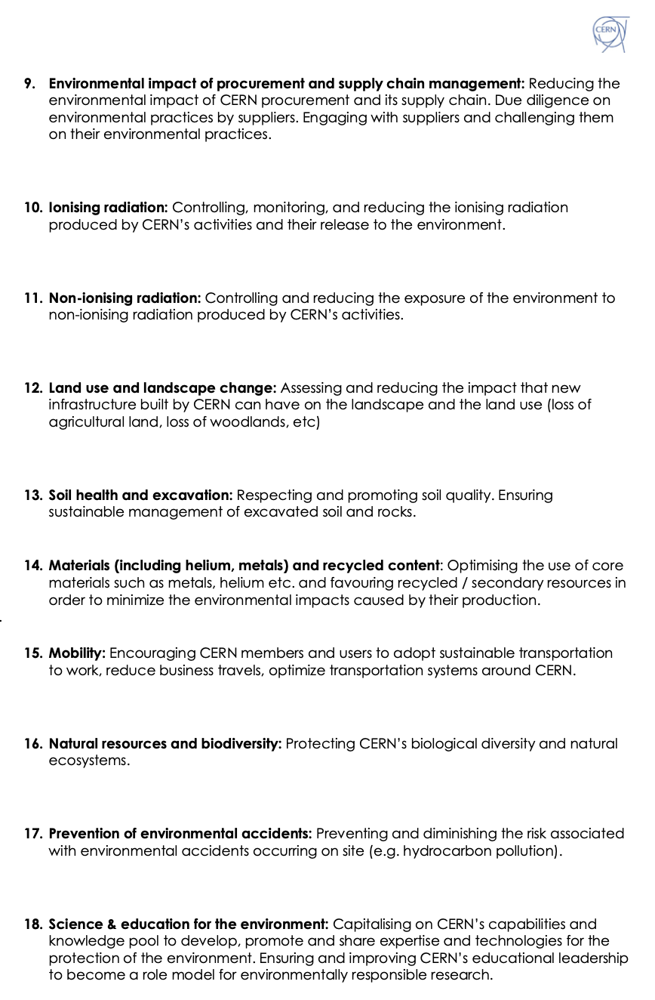 CERN
9. Environmental impact of procurement and supply chain management: Reducing the
environmental impact of CERN procurement and its supply chain. Due diligence on
environmental practices by suppliers. Engaging with suppliers and challenging them
on their environmental practices.
10. Ionising radiation: Controlling, monitoring, and reducing the ionising radiation
produced by CERN’s activities and their release to the environment.
11. Non-ionising radiation: Controlling and reducing the exposure of the environment to
non-ionising radiation produced by CERN’s activities.
12. Land use and landscape change: Assessing and reducing the impact that new
infrastructure built by CERN can have on the landscape and the land use (loss of
agricultural land, loss of woodlands, etc)
13. Soil health and excavation: Respecting and promoting soil quality. Ensuring
sustainable management of excavated soil and rocks.
14. Materials (including helium, metals) and recycled content: Optimising the use of core
materials such as metals, helium etc. and favouring recycled / secondary resources in
order to minimize the environmental impacts caused by their production.
15. Mobility: Encouraging CERN members and users to adopt sustainable transportation
to work, reduce business travels, optimize transportation systems around CERN.
16. Natural resources and biodiversity: Protecting CERN’s biological diversity and natural
ecosystems.
17. Prevention of environmental accidents: Preventing and diminishing the risk associated
with environmental accidents occurring on site (e.g. hydrocarbon pollution).
18. Science & education for the environment: Capitalising on CERN’s capabilities and
knowledge pool to develop, promote and share expertise and technologies for the
protection of the environment. Ensuring and improving CERN’s educational leadership
to become a role model for environmentally responsible research.